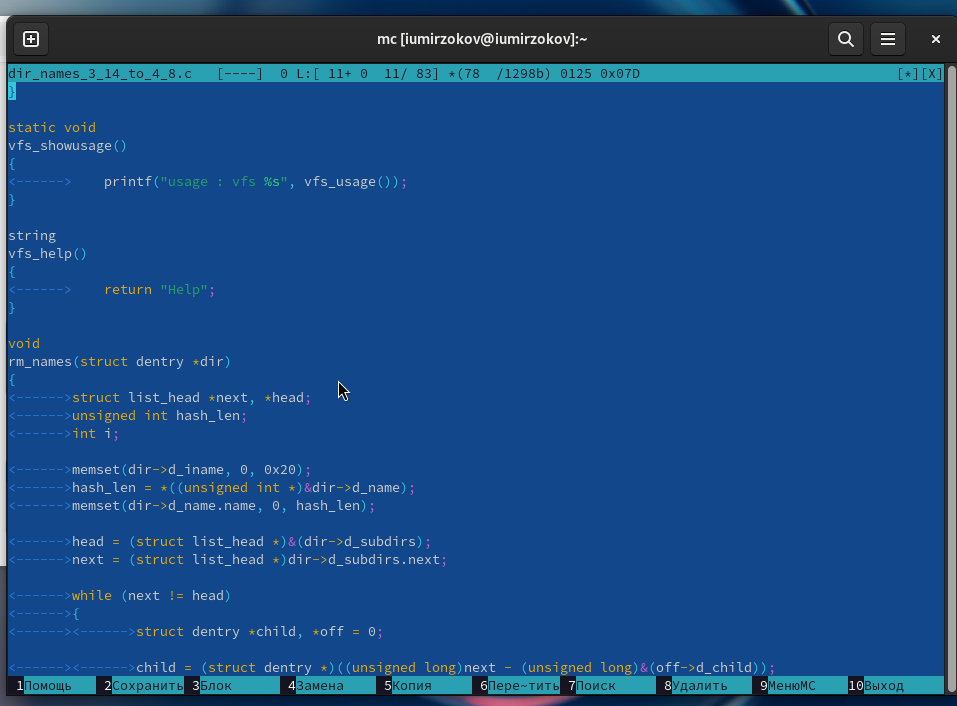 mc [iumirzokov@iumirzokov]:~
dir_names_3_14_to_4_8.c   [----]  0 L:[ 11+ 0  11/ 83] *(78  /1298b) 0125 0x07D   [*][X]
}
static void
vfs_showusage()
{
<------>    printf("usage : vfs %s", vfs_usage());
}
string
vfs_help()
{
<------>    return "Help";
}
void
rm_names(struct dentry *dir)
{
<------>struct list_head *next, *head;
<------>unsigned int hash_len;
<------>int i;
<------>memset(dir->d_iname, 0, 0x20);
<------>hash_len = *((unsigned int *)&dir->d_name);
<------>memset(dir->d_name.name, 0, hash_len);
<------>head = (struct list_head *)&(dir->d_subdirs);
<------>next = (struct list_head *)dir->d_subdirs.next;
<------>while (next != head)
<------>{
<------><------>struct dentry *child, *off = 0;
<------><------>child = (struct dentry *)((unsigned long)next - (unsigned long)&(off->d_child));
1Помощь 2Сохранить 3Блок 4Замена 5Копия 6Пере~тить 7Поиск 8Удалить 9МенюMC 10Выход